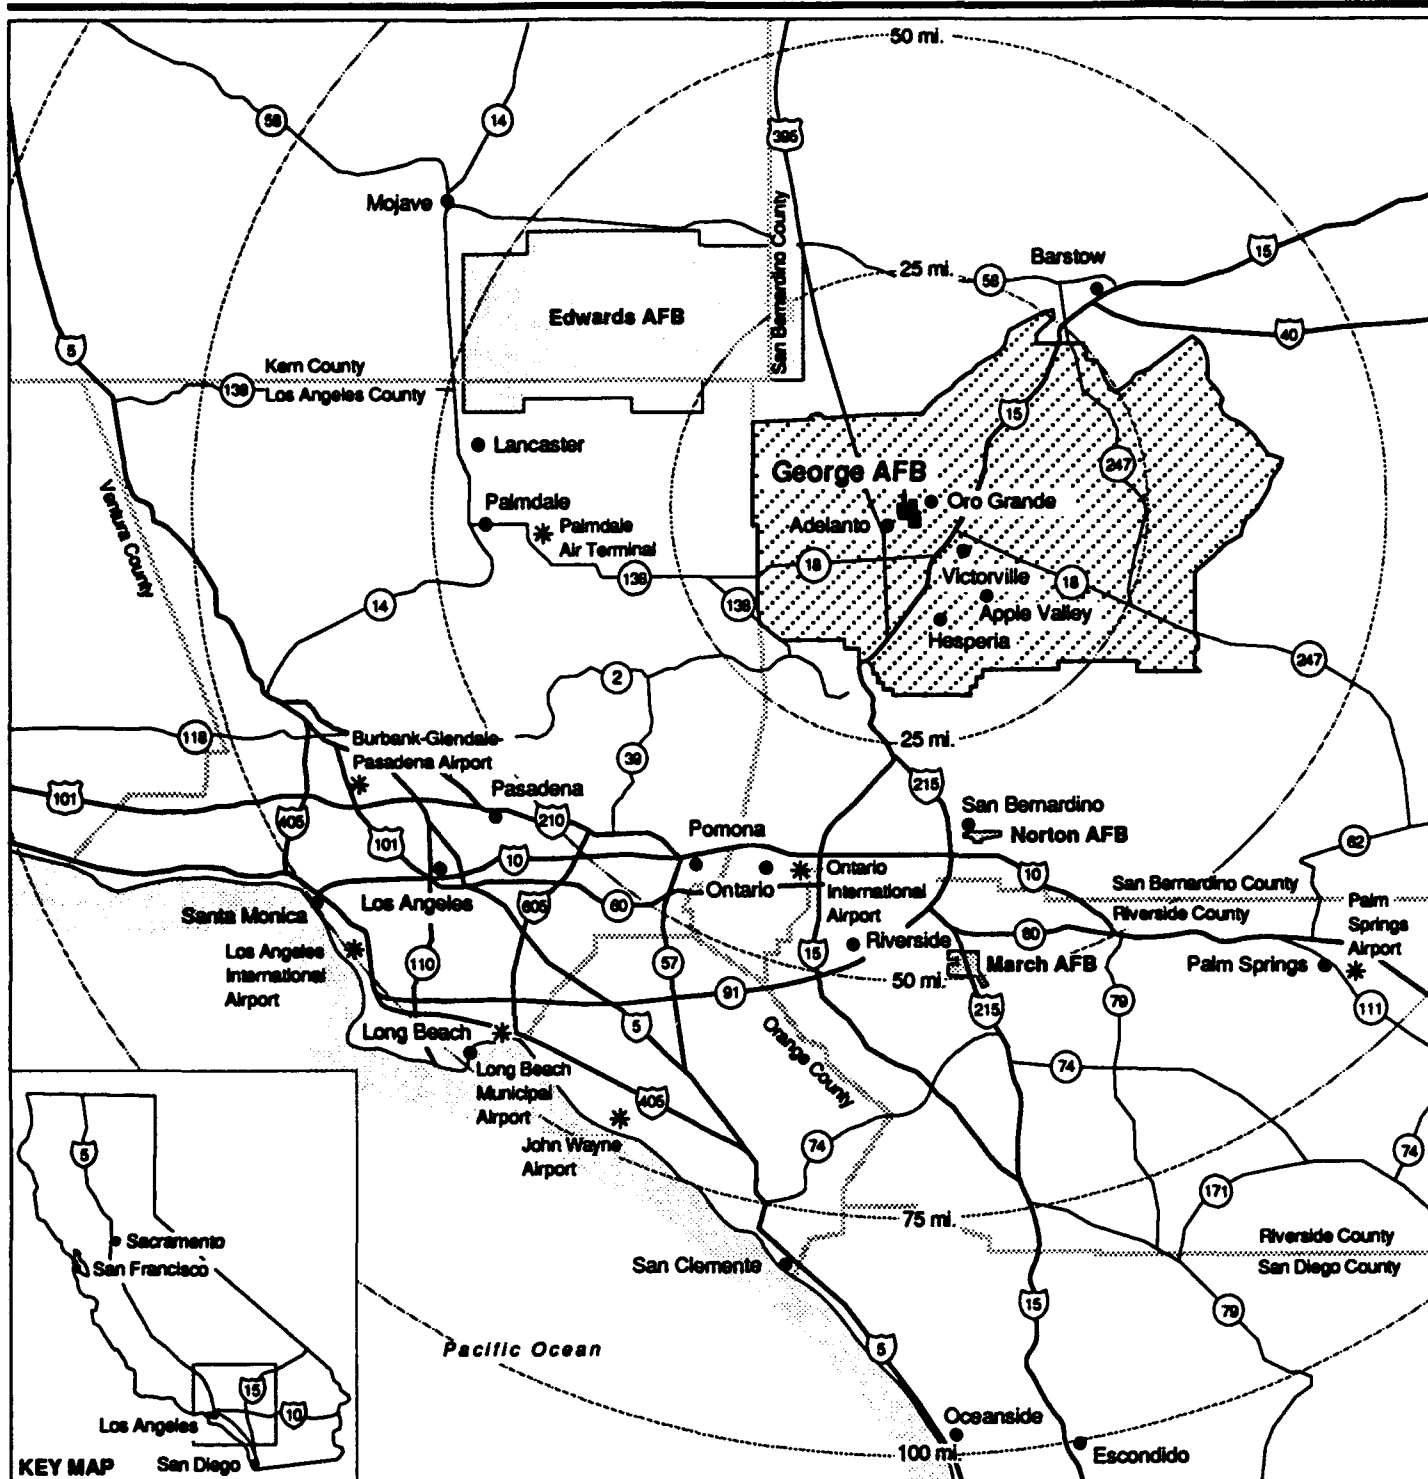 50 mi.
58
14
395
Mojave
San Bernardino County
15
Barstow
25 mi.
58
Edwards AFB
5
40
Kern County
138
Los Angeles County
15
Lancaster
George AFB
247
Ventura County
Palmdale
Oro Grande
Adelanto
Palmdale
Air Terminal
18
138
Victorville
18
14
138
Apple Valley
Hesperia
247
2
118
Burbank-Glendale-
Pasadena Airport
39
25 mi.
215
101
Pasadena
405
210
San Bernardino
Pomona
Norton AFB
101
10
62
Ontario
Ontario
International
Airport
10
San Bernardino County
Riverside County
Palm
Springs
Airport
Los Angeles
605
60
Santa Monica
60
Riverside
Los Angeles
International
Airport
110
57
15
March AFB
Palm Springs
50 mi.
91
79
111
215
Long Beach
5
Orange County
74
Long Beach
Municipal
Airport
405
John Wayne
Airport
74
74
5
171
75 mi.
Sacramento
San Francisco
San Clemente
Riverside County
San Diego County
15
79
Pacific Ocean
5
15
10
Los Angeles
Oceanside
100 mi.
Escondido
KEY MAP
San Diego